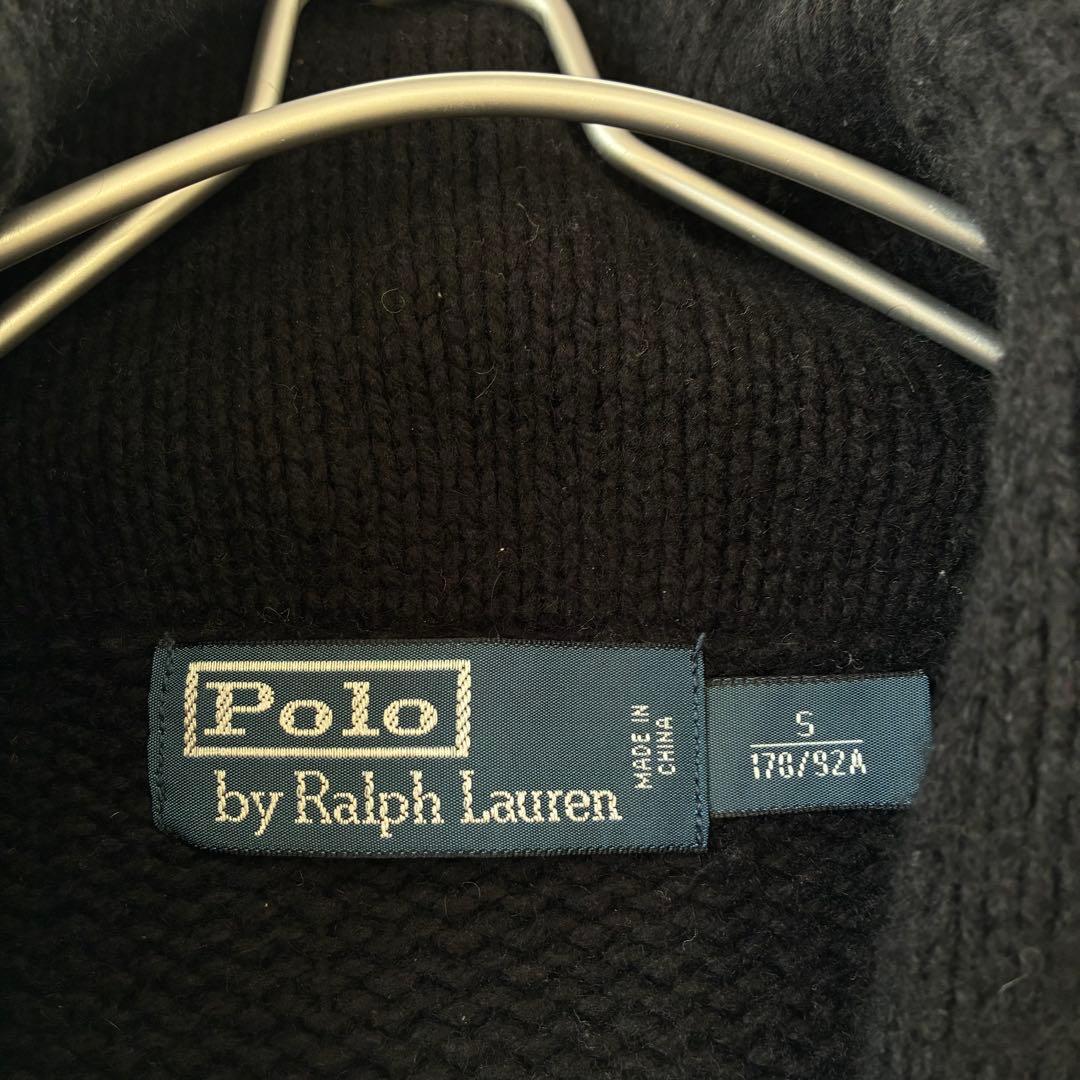 Polo
by Ralph Lauren
MADE IN
CHINA
S
170/92A